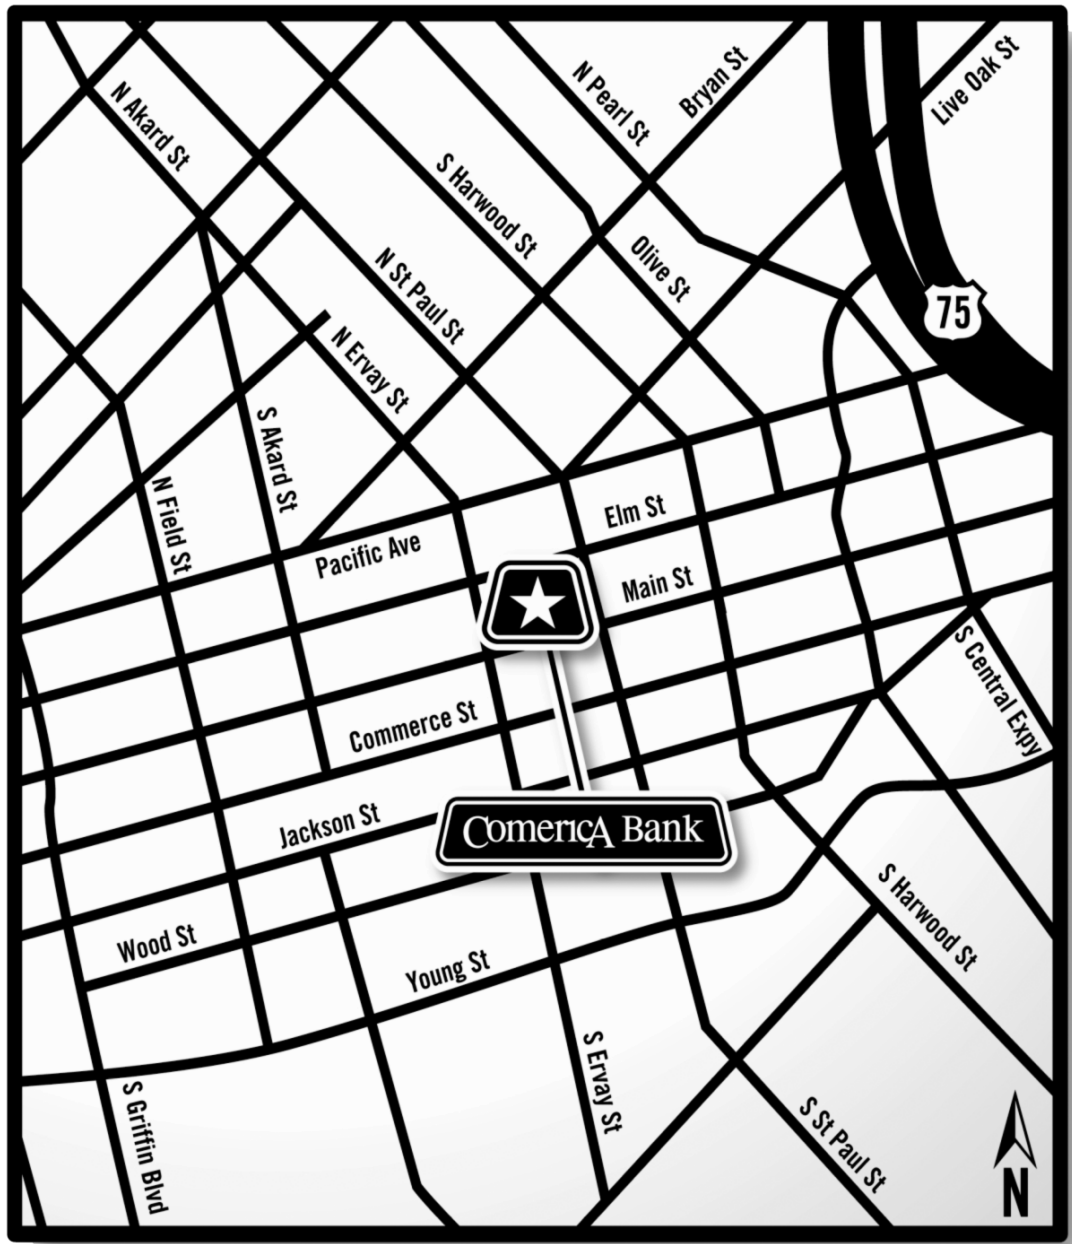 N Akard St
N Pearl St
Bryan St
Live Oak St
S Harwood St
N St Paul St
Olive St
75
N Ervay St
S Akard St
N Field St
Elm St
Pacific Ave
Main St
S Central Expy
Commerce St
Jackson St
ComericA Bank
S Harwood St
Wood St
Young St
S Ervay St
S Griffin Blvd
S St Paul St
N